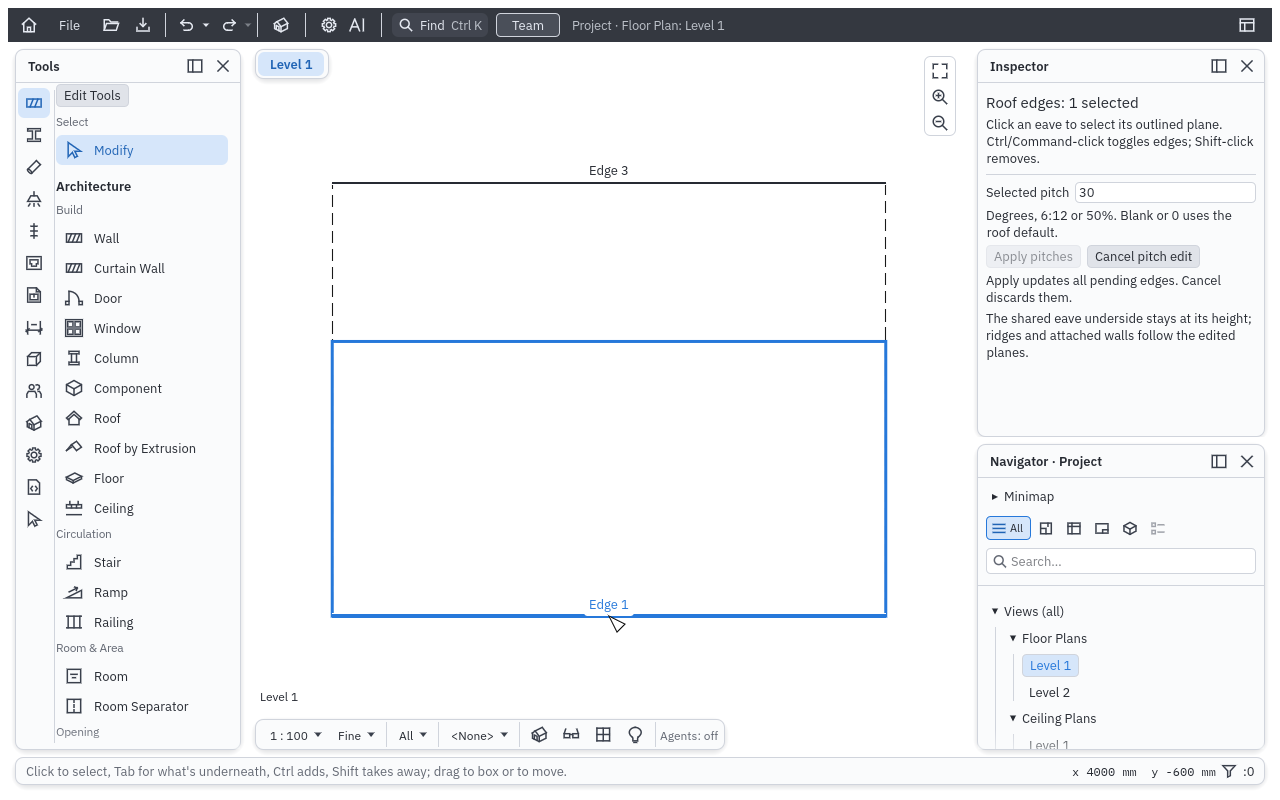 File
Find Ctrl K
Team
Project · Floor Plan: Level 1
Tools
Edit Tools
Select
Modify
Architecture
Build
Wall
Curtain Wall
Door
Window
Column
Component
Roof
Roof by Extrusion
Floor
Ceiling
Circulation
Stair
Ramp
Railing
Room & Area
Room
Room Separator
Opening
Level 1
Edge 3
Edge 1
Level 1
1 : 100
Fine
All
<None>
Agents: off
Inspector
Roof edges: 1 selected
Click an eave to select its outlined plane.
Ctrl/Command-click toggles edges; Shift-click
removes.
Selected pitch 30
Degrees, 6:12 or 50%. Blank or 0 uses the
roof default.
Apply pitches
Cancel pitch edit
Apply updates all pending edges. Cancel
discards them.
The shared eave underside stays at its height;
ridges and attached walls follow the edited
planes.
Navigator · Project
Minimap
All
Search...
Views (all)
Floor Plans
Level 1
Level 2
Ceiling Plans
Level 1
Click to select, Tab for what's underneath, Ctrl adds, Shift takes away; drag to box or to move.
x 4000 mm y -600 mm
:0